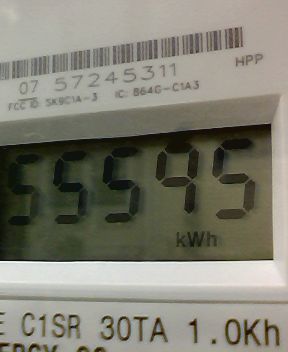 07 57245311 HPP
FCC ID SK9C1A-3 IC: 864G-C1A3
55595
kWh
C1SR 30TA 1.0Kh